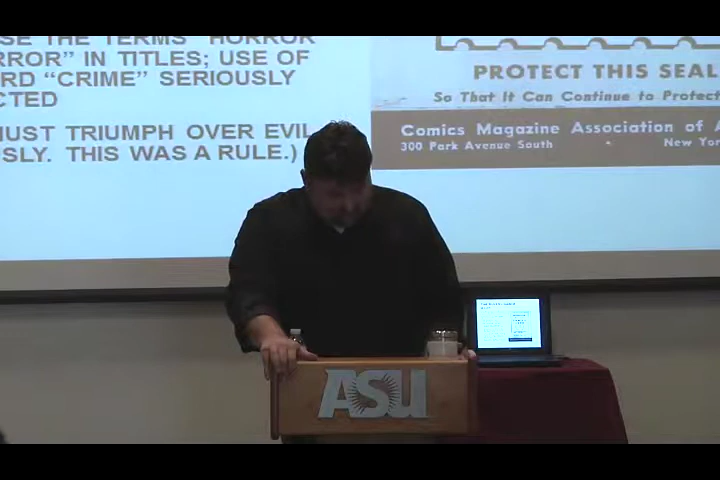 SE THE TERMS "HORROR
RROR" IN TITLES; USE OF
RD "CRIME" SERIOUSLY
CTED
MUST TRIUMPH OVER EVIL
SLY. THIS WAS A RULE.)
PROTECT THIS SEAL
So That It Can Continue to Protect
Comics Magazine Association of A
300 Park Avenue South
New Yor
ASU